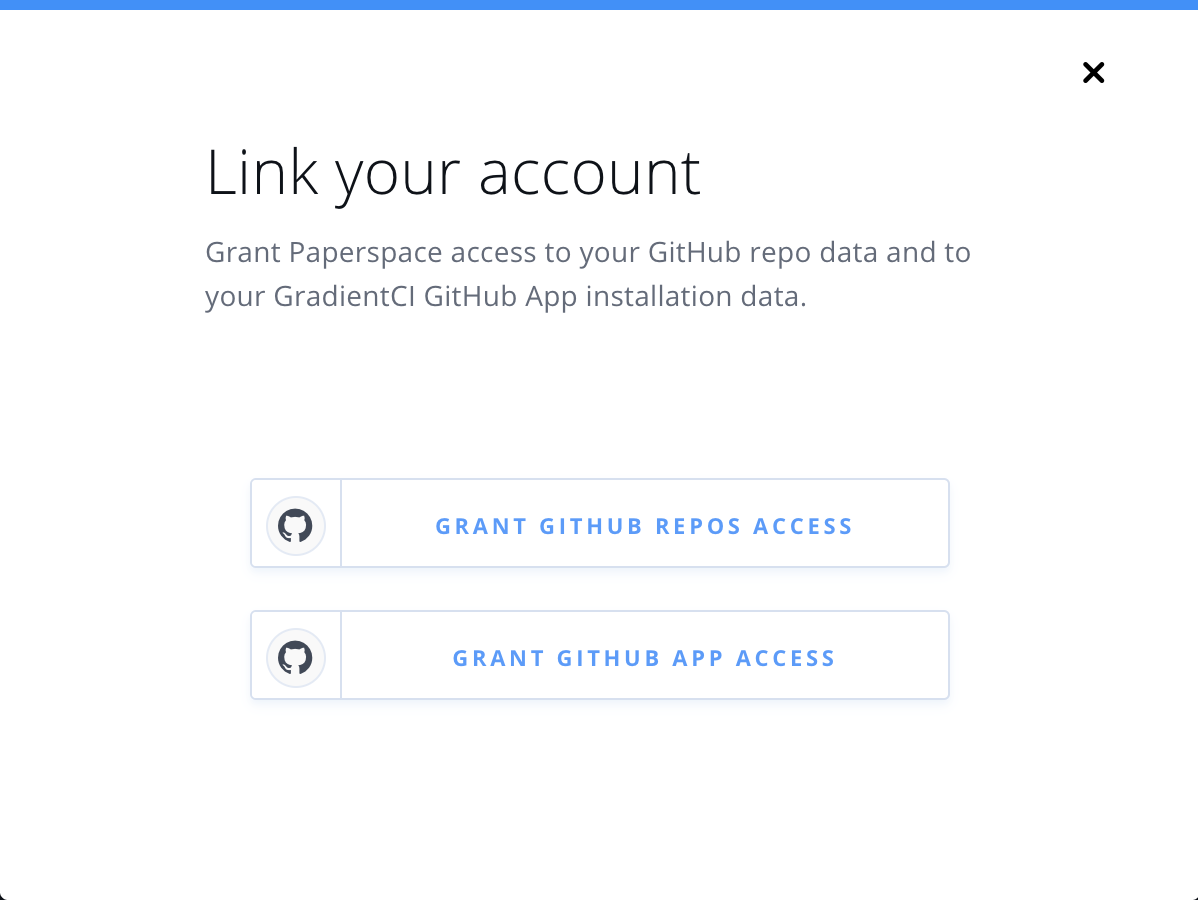 Link your account
Grant Paperspace access to your GitHub repo data and to
your GradientCI GitHub App installation data.
GRANT GITHUB REPOS ACCESS
GRANT GITHUB APP ACCESS